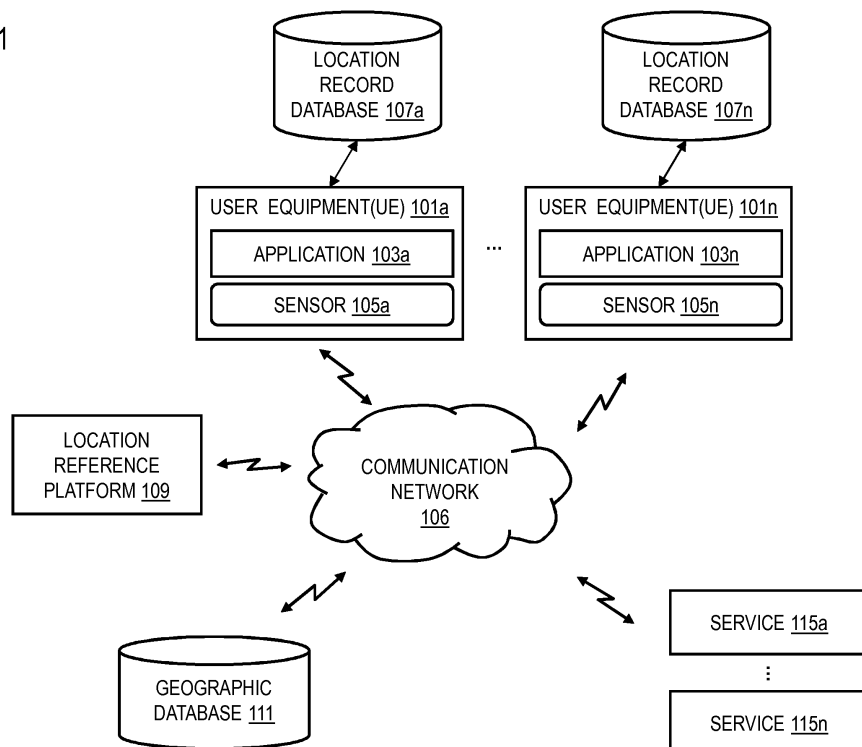 1
LOCATION
RECORD
DATABASE 107a
LOCATION
RECORD
DATABASE 107n
USER EQUIPMENT(UE) 101a
APPLICATION 103a
SENSOR 105a
...
USER EQUIPMENT(UE) 101n
APPLICATION 103n
SENSOR 105n
LOCATION
REFERENCE
PLATFORM 109
COMMUNICATION
NETWORK
106
GEOGRAPHIC
DATABASE 111
SERVICE 115a
...
SERVICE 115n